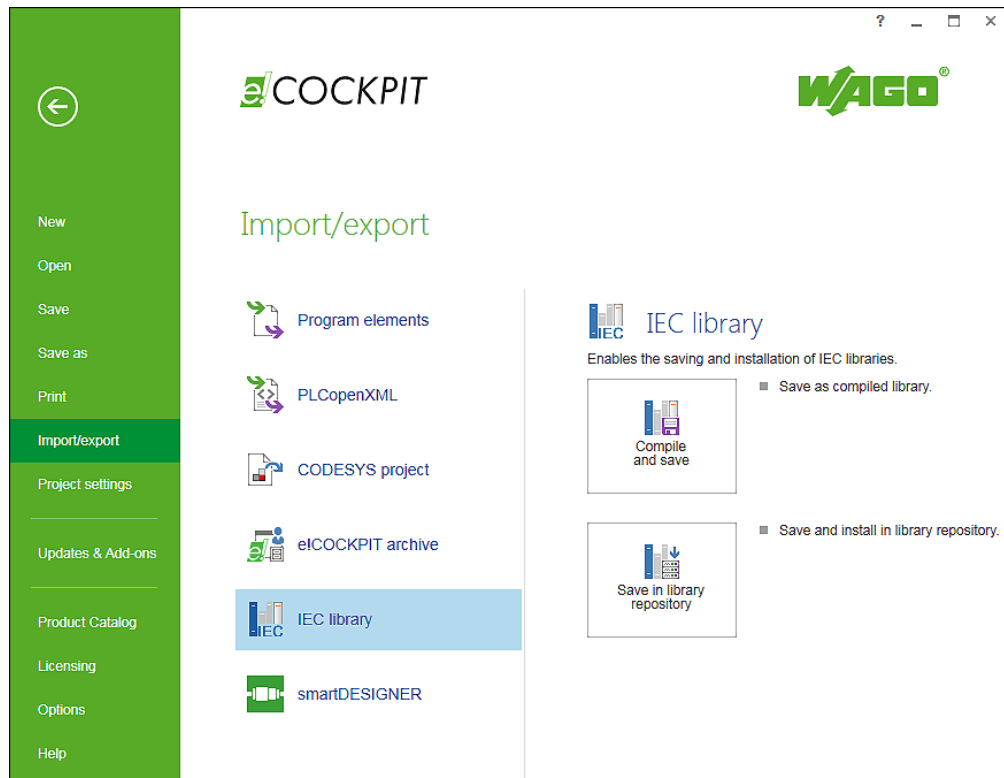 ?
e!COCKPIT
WAGO®
New
Open
Save
Save as
Print
Import/export
Project settings
Updates & Add-ons
Product Catalog
Licensing
Options
Help
Import/export
Program elements
PLCopenXML
CODESYS project
e!COCKPIT archive
IEC
IEC library
smartDESIGNER
IEC
IEC library
Enables the saving and installation of IEC libraries.
Compile
and save
Save as compiled library.
Save in library
repository
Save and install in library repository.